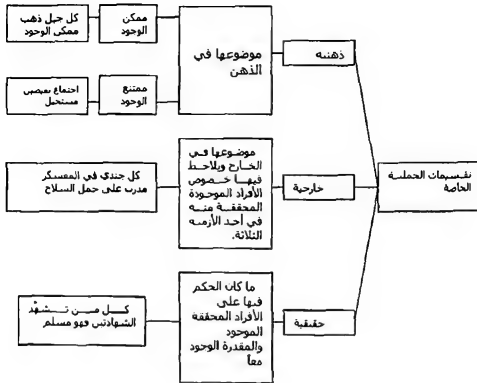 تقسيمات الحملية
الخاصة
ذهنية
موضوعها في
الذهن
ممكن
الوجود
كل جبل ذهب
ممكن الوجود
ممتنع
الوجود
اجتماع نقيضين
مستحيل
خارجية
موضوعها في
الخارج ويلاحظ
فيها خصوص
الأفراد الموجودة
المحققة منه
في أحد الأزمنة
الثلاثة.
كل جندي في المعسكر
مدرب على حمل السلاح
حقيقية
ما كان الحكم
فيها على
الأفراد المحققة
الموجود
والمقدرة الوجود
معاً
كل من تشهّد
الشهادتين فهو مسلم